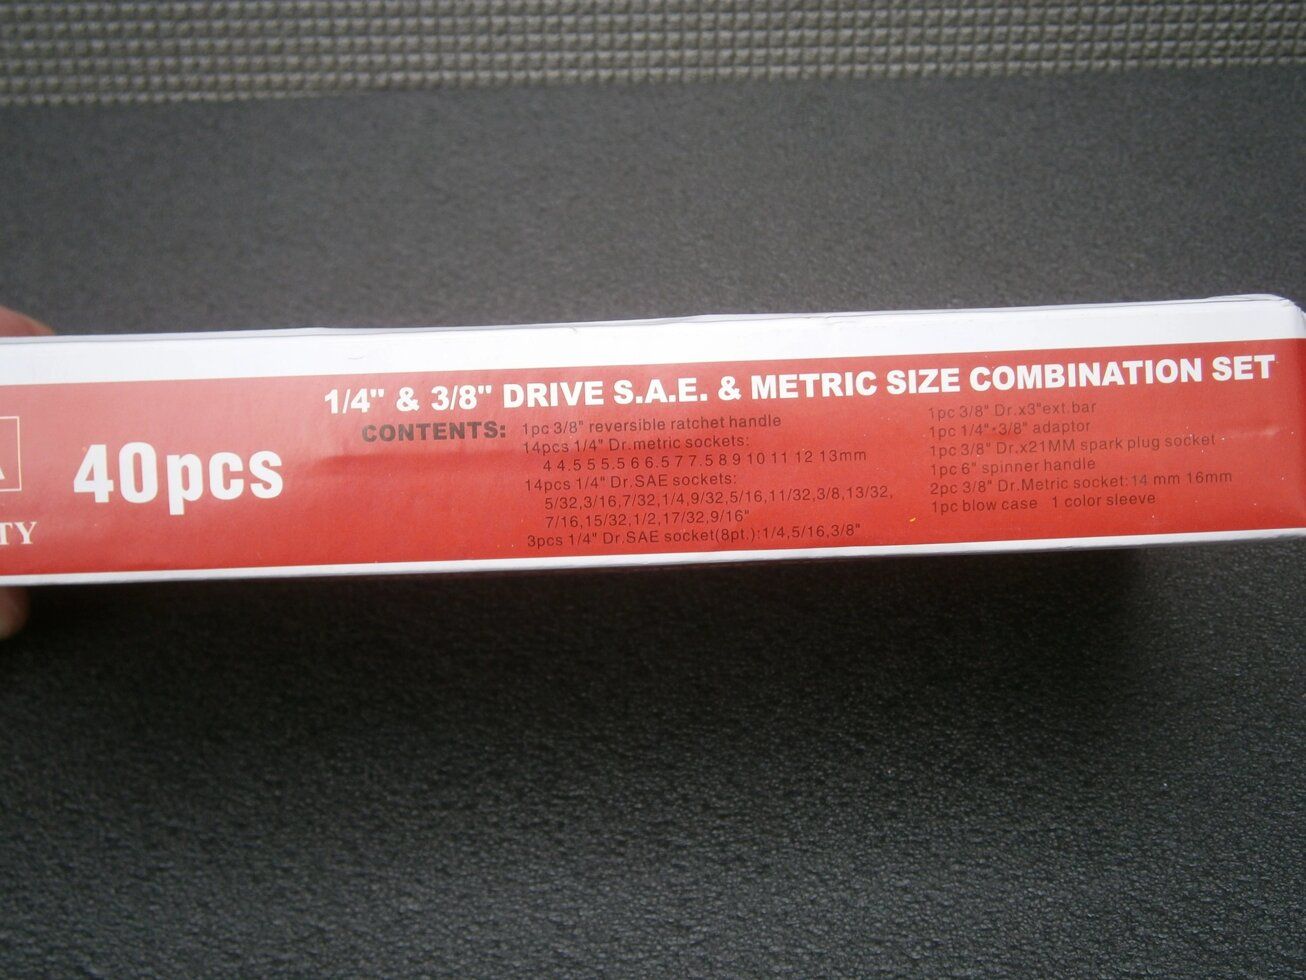 A
TY
40pcs
1/4" & 3/8" DRIVE S.A.E. & METRIC SIZE COMBINATION SET
CONTENTS:
1pc 3/8" reversible ratchet handle
14pcs 1/4" Dr.metric sockets:
4 4.5 5 5.5 6 6.5 7 7.5 8 9 10 11 12 13mm
14pcs 1/4" Dr.SAE sockets:
5/32,3/16,7/32,1/4,9/32,5/16,11/32,3/8,13/32,
7/16,15/32,1/2,17/32,9/16"
3pcs 1/4" Dr.SAE socket(8pt.):1/4,5/16,3/8"
1pc 3/8" Dr.x3"ext.bar
1pc 1/4"*3/8" adaptor
1pc 3/8" Dr.x21MM spark plug socket
1pc 6" spinner handle
2pc 3/8" Dr.Metric socket:14 mm 16mm
1pc blow case 1 color sleeve